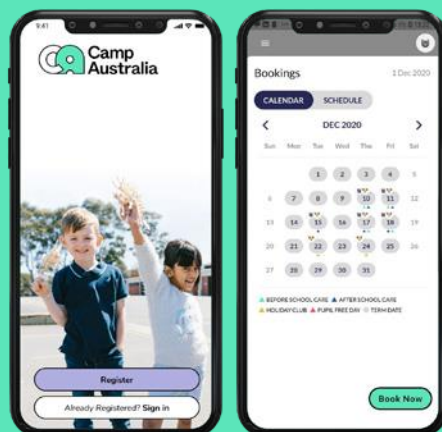 9:41
Camp
Australia
Register
Already Registered? Sign in
Bookings
1 Dec 2020
CALENDAR SCHEDULE
DEC 2020
Sun Mon Tue Wed Thu Fri Sat
1 2 3 4 5
6 7 8 9 10 11 12
13 14 15 16 17 18 19
20 21 22 23 24 25 26
27 28 29 30 31
BEFORE SCHOOL CARE AFTER SCHOOL CARE
HOLIDAY CLUB PUPIL FREE DAY TERM DATE
Book Now